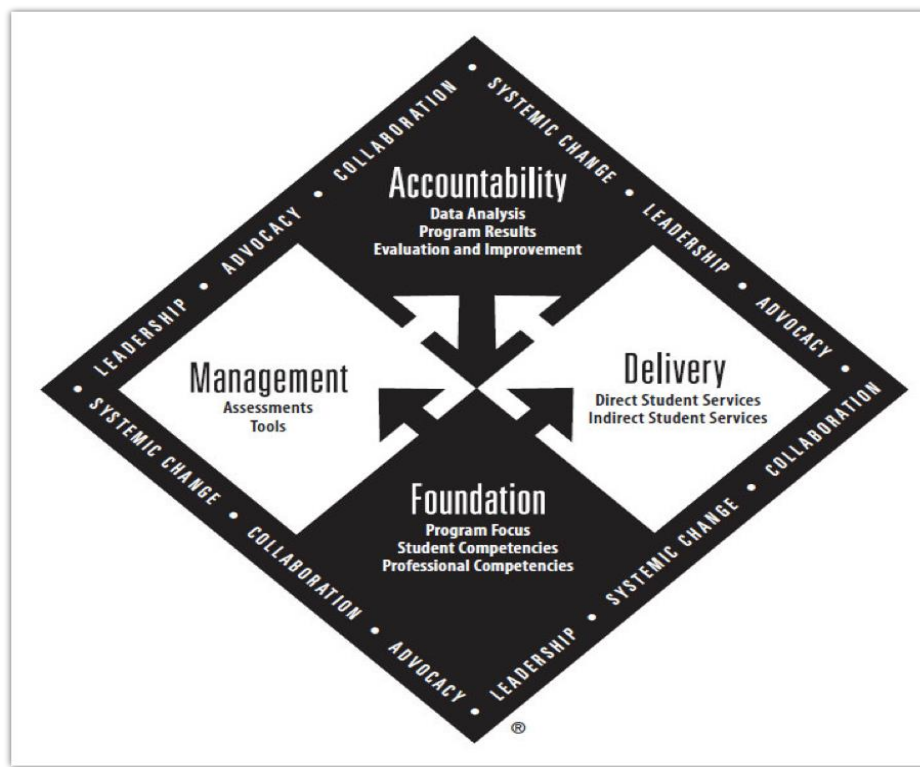 LEADERSHIP • ADVOCACY • COLLABORATION •
SYSTEMIC CHANGE • LEADERSHIP • ADVOCACY •
Accountability
Data Analysis
Program Results
Evaluation and Improvement
Management
Assessments
Tools
Delivery
Direct Student Services
Indirect Student Services
Foundation
Program Focus
Student Competencies
Professional Competencies
• SYSTEMIC CHANGE • COLLABORATION • ADVOCACY
• LEADERSHIP • SYSTEMIC CHANGE • COLLABORATION
®